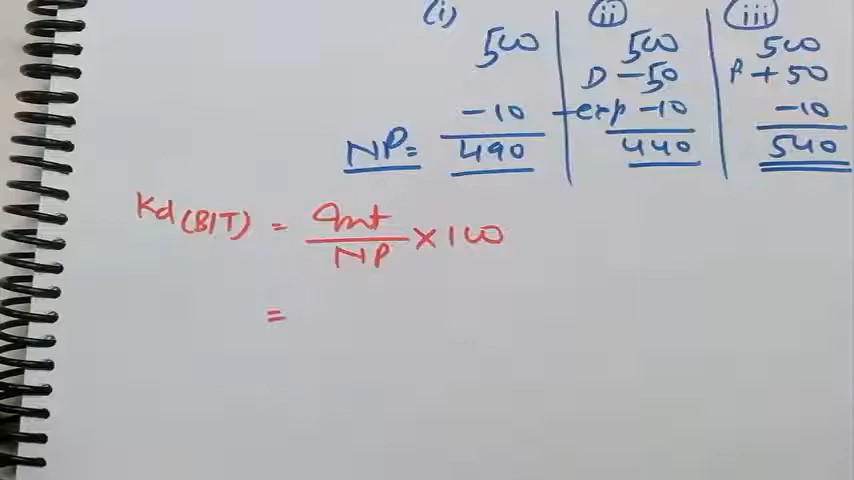 (i) (ii) (iii)
500 500 500
D -50 P +50
-10 exp -10 -10
NP= 490 440 540
Kd (B/T) = Int / NP × 100
=